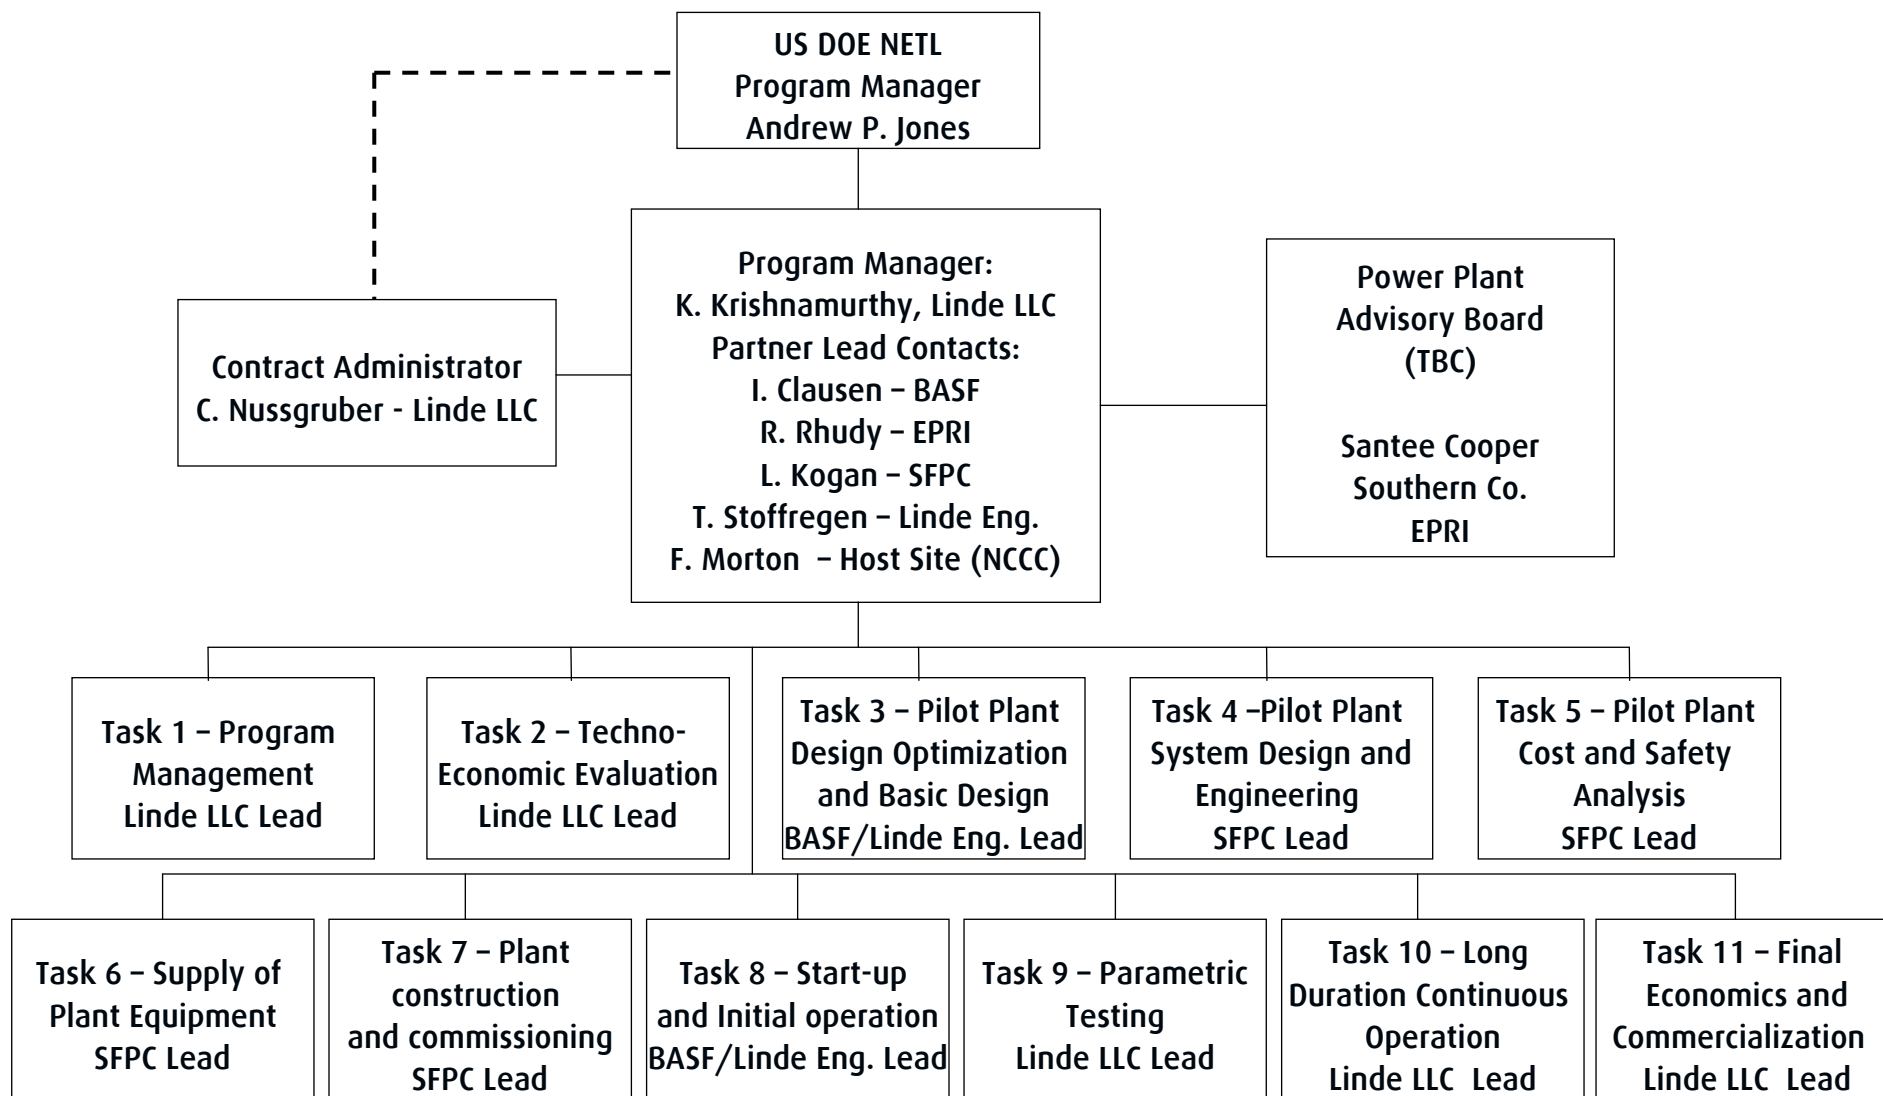 US DOE NETL
Program Manager
Andrew P. Jones
Program Manager:
K. Krishnamurthy, Linde LLC
Partner Lead Contacts:
I. Clausen – BASF
R. Rhudy – EPRI
L. Kogan – SFPC
T. Stoffregen – Linde Eng.
F. Morton – Host Site (NCCC)
Contract Administrator
C. Nussgruber - Linde LLC
Power Plant
Advisory Board
(TBC)
Santee Cooper
Southern Co.
EPRI
Task 1 – Program
Management
Linde LLC Lead
Task 2 – Techno-
Economic Evaluation
Linde LLC Lead
Task 3 – Pilot Plant
Design Optimization
and Basic Design
BASF/Linde Eng. Lead
Task 4 –Pilot Plant
System Design and
Engineering
SFPC Lead
Task 5 – Pilot Plant
Cost and Safety
Analysis
SFPC Lead
Task 6 – Supply of
Plant Equipment
SFPC Lead
Task 7 – Plant
construction
and commissioning
SFPC Lead
Task 8 – Start-up
and Initial operation
BASF/Linde Eng. Lead
Task 9 – Parametric
Testing
Linde LLC Lead
Task 10 – Long
Duration Continuous
Operation
Linde LLC Lead
Task 11 – Final
Economics and
Commercialization
Linde LLC Lead